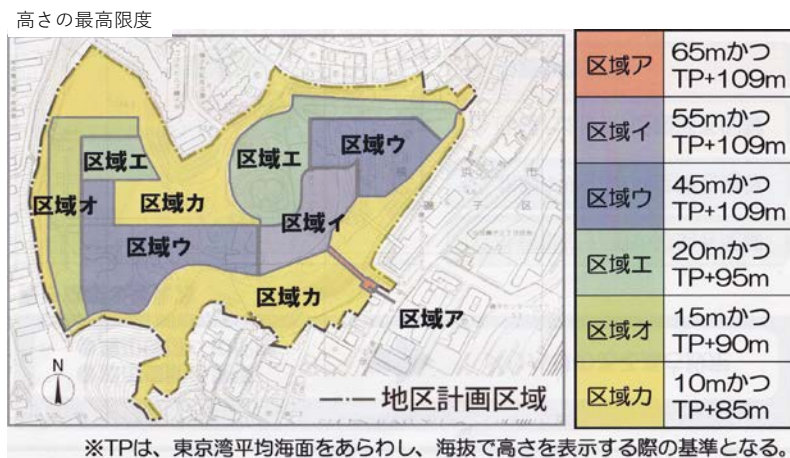 高さの最高限度
区域エ
区域エ
区域ウ
区域オ
区域カ
区域イ
区域ウ
区域カ
区域ア
N
地区計画区域
区域ア
65mかつ
TP+109m
区域イ
55mかつ
TP+109m
区域ウ
45mかつ
TP+109m
区域エ
20mかつ
TP+95m
区域オ
15mかつ
TP+90m
区域カ
10mかつ
TP+85m
※TPは、東京湾平均海面をあらわし、海抜で高さを表示する際の基準となる。